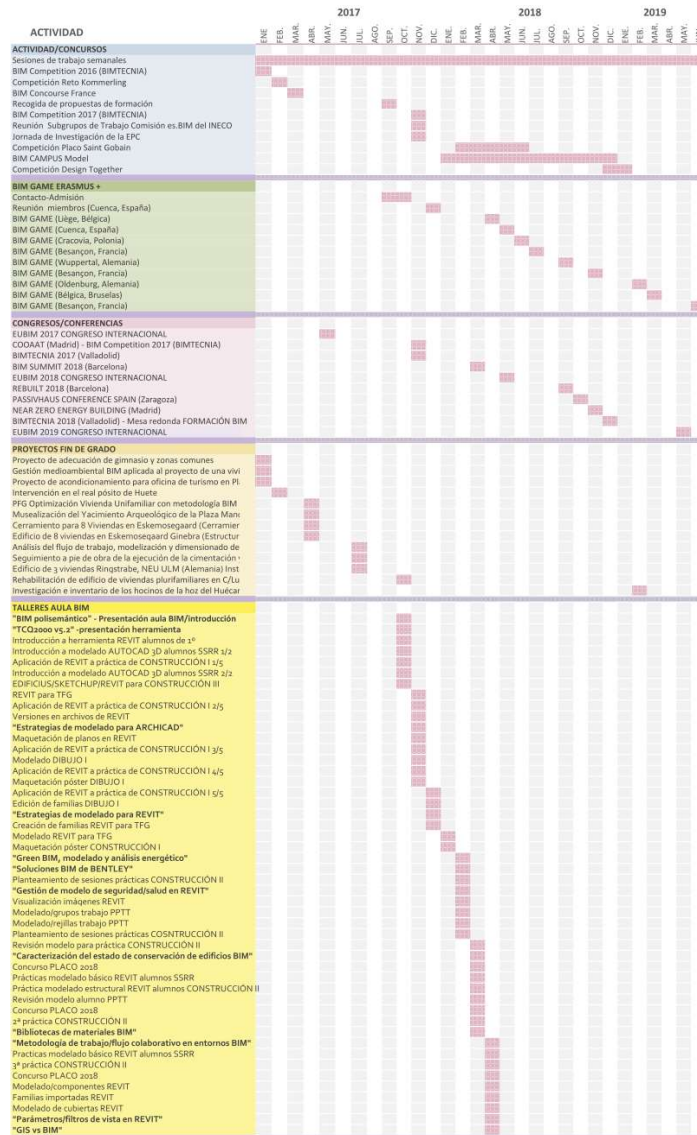 2017 2018 2019
ACTIVIDAD ENE. FEB. MAR. ABR. MAY. JUN. JUL. AGO. SEP. OCT. NOV. DIC. ENE. FEB. MAR. ABR. MAY. JUN. JUL. AGO. SEP. OCT. NOV. DIC. ENE. FEB. MAR. ABR. MAY.
ACTIVIDAD/CONCURSOS
Sesiones de trabajo semanales
BIM Competition 2016 (BIMTECNIA)
Competición Reto Kommerling
BIM Concourse France
Recogida de propuestas de formación
BIM Competition 2017 (BIMTECNIA)
Reunión Subgrupos de Trabajo Comisión es.BIM del INECO
Jornada de Investigación de la EPC
Competición Placo Saint Gobain
BIM CAMPUS Model
Competición Design Together
BIM GAME ERASMUS +
Contacto-Admisión
Reunión miembros (Cuenca, España)
BIM GAME (Liège, Bélgica)
BIM GAME (Cuenca, España)
BIM GAME (Cracovia, Polonia)
BIM GAME (Besançon, Francia)
BIM GAME (Wuppertal, Alemania)
BIM GAME (Besançon, Francia)
BIM GAME (Oldenburg, Alemania)
BIM GAME (Bélgica, Bruselas)
BIM GAME (Besançon, Francia)
CONGRESOS/CONFERENCIAS
EUBIM 2017 CONGRESO INTERNACIONAL
COOAAT (Madrid) - BIM Competition 2017 (BIMTECNIA)
BIMTECNIA 2017 (Valladolid)
BIM SUMMIT 2018 (Barcelona)
EUBIM 2018 CONGRESO INTERNACIONAL
REBUILT 2018 (Barcelona)
PASSIVHAUS CONFERENCE SPAIN (Zaragoza)
NEAR ZERO ENERGY BUILDING (Madrid)
BIMTECNIA 2018 (Valladolid) - Mesa redonda FORMACIÓN BIM
EUBIM 2019 CONGRESO INTERNACIONAL
PROYECTOS FIN DE GRADO
Proyecto de adecuación de gimnasio y zonas comunes
Gestión medioambiental BIM aplicada al proyecto de una vivi
Proyecto de acondicionamiento para oficina de turismo en Pl
Intervención en el real pósito de Huete
PFG Optimización Vivienda Unifamiliar con metodología BIM
Musealización del Yacimiento Arqueológico de la Plaza Man
Cerramiento para 8 Viviendas en Eskemosegaard (Cerramier
Edificio de 8 viviendas en Eskemosegaard Ginebra (Estructur
Análisis del flujo de trabajo, modelización y dimensionado de
Seguimiento a pie de obra de la ejecución de la cimentación
Edificio de 3 viviendas Ringstrabe, NEU ULM (Alemania) Inst
Rehabilitación de edificio de viviendas plurifamiliares en C/Lu
Investigación e inventario de los hocinos de la hoz del Huécar
TALLERES AULA BIM
"BIM polisemántico" - Presentación aula BIM/introducción
"TCQ2000 v5.2" -presentación herramienta
Introducción a herramienta REVIT alumnos de 1º
Introducción a modelado AUTOCAD 3D alumnos SSRR 1/2
Aplicación de REVIT a práctica de CONSTRUCCIÓN I 1/5
Introducción a modelado AUTOCAD 3D alumnos SSRR 2/2
EDIFICIUS/SKETCHUP/REVIT para CONSTRUCCIÓN III
REVIT para TFG
Aplicación de REVIT a práctica de CONSTRUCCIÓN I 2/5
Versiones en archivos de REVIT
"Estrategias de modelado para ARCHICAD"
Maquetación de planos en REVIT
Aplicación de REVIT a práctica de CONSTRUCCIÓN I 3/5
Modelado DIBUJO I
Aplicación de REVIT a práctica de CONSTRUCCIÓN I 4/5
Maquetación póster DIBUJO I
Aplicación de REVIT a práctica de CONSTRUCCIÓN I 5/5
Edición de familias DIBUJO I
"Estrategias de modelado para REVIT"
Creación de familias REVIT para TFG
Modelado REVIT para TFG
Maquetación póster CONSTRUCCIÓN I
"Green BIM, modelado y análisis energético"
"Soluciones BIM de BENTLEY"
Planteamiento de sesiones prácticas CONSTRUCCIÓN II
"Gestión de modelo de seguridad/salud en REVIT"
Visualización imágenes REVIT
Modelado/grupos trabajo PPTT
Modelado/rejillas trabajo PPTT
Planteamiento de sesiones prácticas COSNTRUCCIÓN II
Revisión modelo para práctica CONSTRUCCIÓN II
"Caracterización del estado de conservación de edificios BIM"
Concurso PLACO 2018
Prácticas modelado básico REVIT alumnos SSRR
Práctica modelado estructural REVIT alumnos CONSTRUCCIÓN II
Revisión modelo alumno PPTT
Concurso PLACO 2018
2ª práctica CONSTRUCCIÓN II
"Bibliotecas de materiales BIM"
"Metodología de trabajo/flujo colaborativo en entornos BIM"
Practicas modelado básico REVIT alumnos SSRR
3ª práctica CONSTRUCCIÓN II
Concurso PLACO 2018
Modelado/componentes REVIT
Familias importadas REVIT
Modelado de cubiertas REVIT
"Parámetros/filtros de vista en REVIT"
"GIS vs BIM"